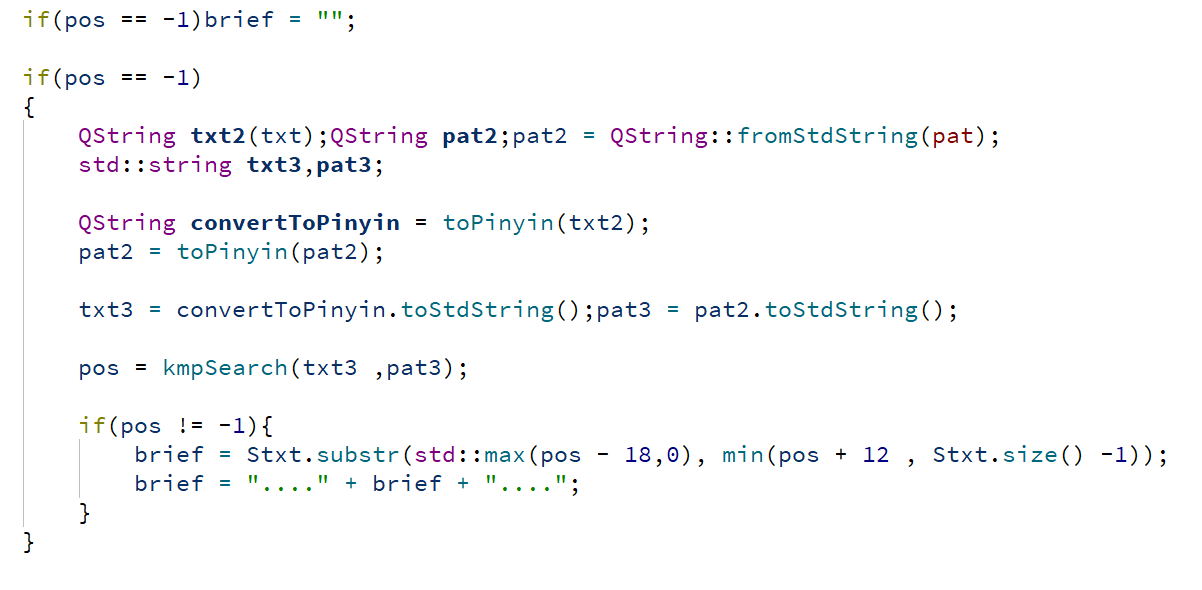 if(pos == -1)brief = "";
if(pos == -1)
{
QString txt2(txt);QString pat2;pat2 = QString::fromStdString(pat);
std::string txt3,pat3;
QString convertToPinyin = toPinyin(txt2);
pat2 = toPinyin(pat2);
txt3 = convertToPinyin.toStdString();pat3 = pat2.toStdString();
pos = kmpSearch(txt3 ,pat3);
if(pos != -1){
brief = Stxt.substr(std::max(pos - 18,0), min(pos + 12 , Stxt.size() -1));
brief = "...." + brief + "....";
}
}